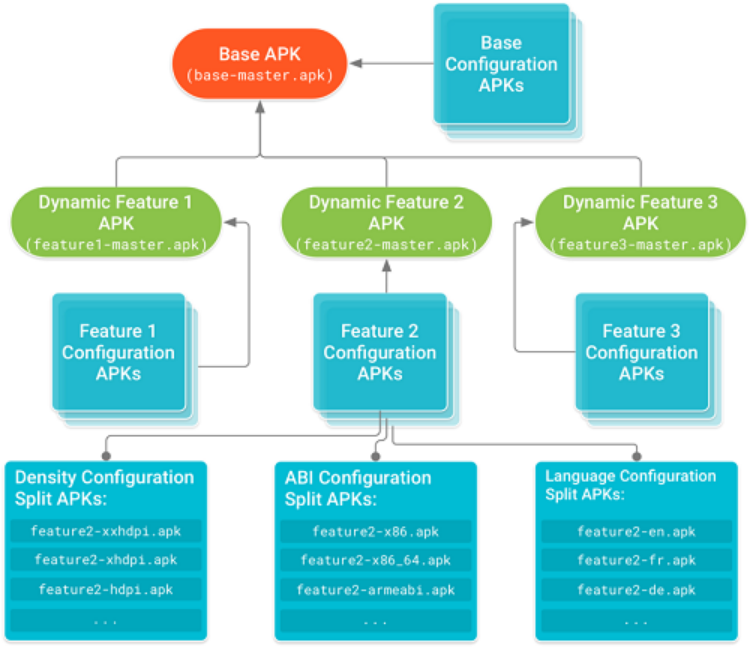 Base APK
(base-master.apk)
Base
Configuration
APKs
Dynamic Feature 1
APK
(feature1-master.apk)
Dynamic Feature 2
APK
(feature2-master.apk)
Dynamic Feature 3
APK
(feature3-master.apk)
Feature 1
Configuration
APKs
Feature 2
Configuration
APKs
Feature 3
Configuration
APKs
Density Configuration
Split APKs:
feature2-xxhdpi.apk
feature2-xhdpi.apk
feature2-hdpi.apk
...
ABI Configuration
Split APKs:
feature2-x86.apk
feature2-x86_64.apk
feature2-armeabi.apk
...
Language Configuration
Split APKs:
feature2-en.apk
feature2-fr.apk
feature2-de.apk
...